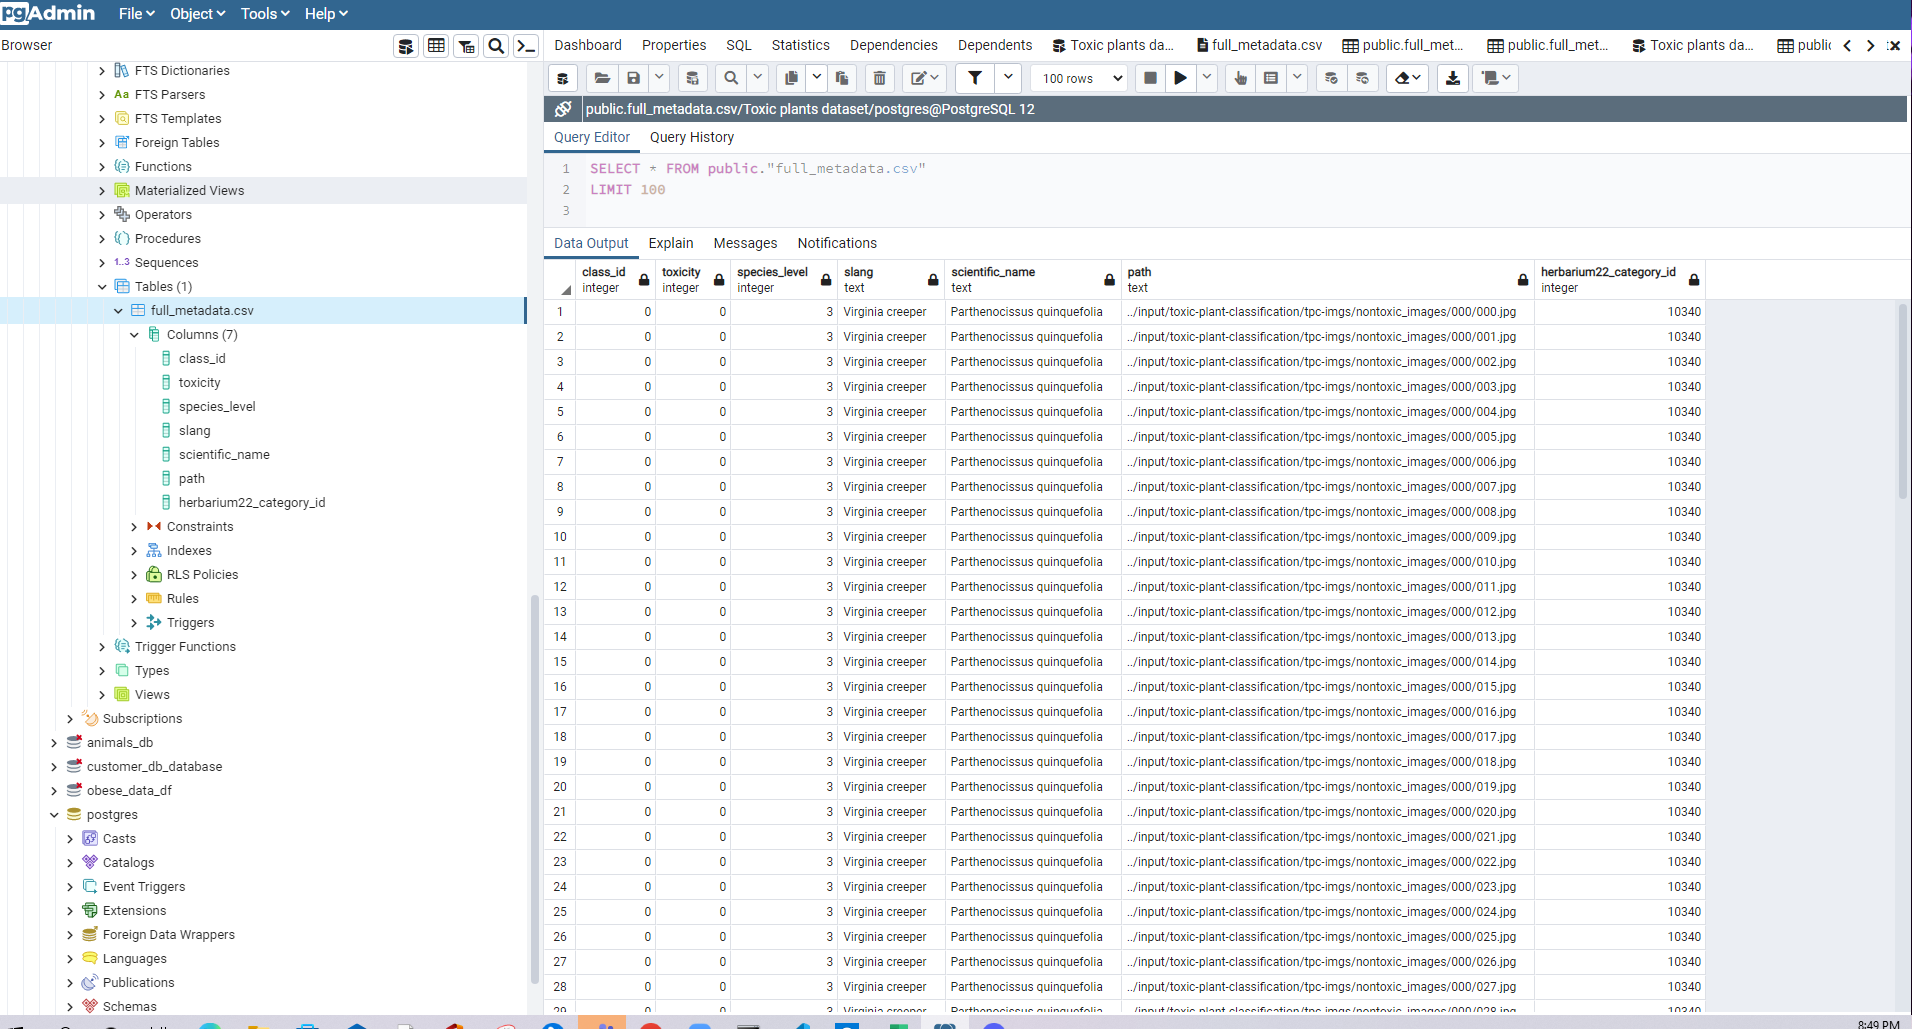 pgAdmin File Object Tools Help
Browser
Dashboard Properties SQL Statistics Dependencies Dependents Toxic plants da... full_metadata.csv public.full_met... public.full_met... Toxic plants da... public
100 rows
public.full_metadata.csv/Toxic plants dataset/postgres@PostgreSQL 12
Query Editor Query History
1 SELECT * FROM public."full_metadata.csv"
2 LIMIT 100
3
Data Output Explain Messages Notifications
FTS Dictionaries
Aa FTS Parsers
FTS Templates
Foreign Tables
Functions
Materialized Views
Operators
Procedures
1..3 Sequences
Tables (1)
full_metadata.csv
Columns (7)
class_id
toxicity
species_level
slang
scientific_name
path
herbarium22_category_id
Constraints
Indexes
RLS Policies
Rules
Triggers
Trigger Functions
Types
Views
Subscriptions
animals_db
customer_db_database
obese_data_df
postgres
Casts
Catalogs
Event Triggers
Extensions
Foreign Data Wrappers
Languages
Publications
Schemas
class_id toxicity species_level slang scientific_name path herbarium22_category_id
integer integer integer text text text integer
1 0 0 3 Virginia creeper Parthenocissus quinquefolia ../input/toxic-plant-classification/tpc-imgs/nontoxic_images/000/000.jpg 10340
2 0 0 3 Virginia creeper Parthenocissus quinquefolia ../input/toxic-plant-classification/tpc-imgs/nontoxic_images/000/001.jpg 10340
3 0 0 3 Virginia creeper Parthenocissus quinquefolia ../input/toxic-plant-classification/tpc-imgs/nontoxic_images/000/002.jpg 10340
4 0 0 3 Virginia creeper Parthenocissus quinquefolia ../input/toxic-plant-classification/tpc-imgs/nontoxic_images/000/003.jpg 10340
5 0 0 3 Virginia creeper Parthenocissus quinquefolia ../input/toxic-plant-classification/tpc-imgs/nontoxic_images/000/004.jpg 10340
6 0 0 3 Virginia creeper Parthenocissus quinquefolia ../input/toxic-plant-classification/tpc-imgs/nontoxic_images/000/005.jpg 10340
7 0 0 3 Virginia creeper Parthenocissus quinquefolia ../input/toxic-plant-classification/tpc-imgs/nontoxic_images/000/006.jpg 10340
8 0 0 3 Virginia creeper Parthenocissus quinquefolia ../input/toxic-plant-classification/tpc-imgs/nontoxic_images/000/007.jpg 10340
9 0 0 3 Virginia creeper Parthenocissus quinquefolia ../input/toxic-plant-classification/tpc-imgs/nontoxic_images/000/008.jpg 10340
10 0 0 3 Virginia creeper Parthenocissus quinquefolia ../input/toxic-plant-classification/tpc-imgs/nontoxic_images/000/009.jpg 10340
11 0 0 3 Virginia creeper Parthenocissus quinquefolia ../input/toxic-plant-classification/tpc-imgs/nontoxic_images/000/010.jpg 10340
12 0 0 3 Virginia creeper Parthenocissus quinquefolia ../input/toxic-plant-classification/tpc-imgs/nontoxic_images/000/011.jpg 10340
13 0 0 3 Virginia creeper Parthenocissus quinquefolia ../input/toxic-plant-classification/tpc-imgs/nontoxic_images/000/012.jpg 10340
14 0 0 3 Virginia creeper Parthenocissus quinquefolia ../input/toxic-plant-classification/tpc-imgs/nontoxic_images/000/013.jpg 10340
15 0 0 3 Virginia creeper Parthenocissus quinquefolia ../input/toxic-plant-classification/tpc-imgs/nontoxic_images/000/014.jpg 10340
16 0 0 3 Virginia creeper Parthenocissus quinquefolia ../input/toxic-plant-classification/tpc-imgs/nontoxic_images/000/015.jpg 10340
17 0 0 3 Virginia creeper Parthenocissus quinquefolia ../input/toxic-plant-classification/tpc-imgs/nontoxic_images/000/016.jpg 10340
18 0 0 3 Virginia creeper Parthenocissus quinquefolia ../input/toxic-plant-classification/tpc-imgs/nontoxic_images/000/017.jpg 10340
19 0 0 3 Virginia creeper Parthenocissus quinquefolia ../input/toxic-plant-classification/tpc-imgs/nontoxic_images/000/018.jpg 10340
20 0 0 3 Virginia creeper Parthenocissus quinquefolia ../input/toxic-plant-classification/tpc-imgs/nontoxic_images/000/019.jpg 10340
21 0 0 3 Virginia creeper Parthenocissus quinquefolia ../input/toxic-plant-classification/tpc-imgs/nontoxic_images/000/020.jpg 10340
22 0 0 3 Virginia creeper Parthenocissus quinquefolia ../input/toxic-plant-classification/tpc-imgs/nontoxic_images/000/021.jpg 10340
23 0 0 3 Virginia creeper Parthenocissus quinquefolia ../input/toxic-plant-classification/tpc-imgs/nontoxic_images/000/022.jpg 10340
24 0 0 3 Virginia creeper Parthenocissus quinquefolia ../input/toxic-plant-classification/tpc-imgs/nontoxic_images/000/023.jpg 10340
25 0 0 3 Virginia creeper Parthenocissus quinquefolia ../input/toxic-plant-classification/tpc-imgs/nontoxic_images/000/024.jpg 10340
26 0 0 3 Virginia creeper Parthenocissus quinquefolia ../input/toxic-plant-classification/tpc-imgs/nontoxic_images/000/025.jpg 10340
27 0 0 3 Virginia creeper Parthenocissus quinquefolia ../input/toxic-plant-classification/tpc-imgs/nontoxic_images/000/026.jpg 10340
28 0 0 3 Virginia creeper Parthenocissus quinquefolia ../input/toxic-plant-classification/tpc-imgs/nontoxic_images/000/027.jpg 10340
8:49 PM